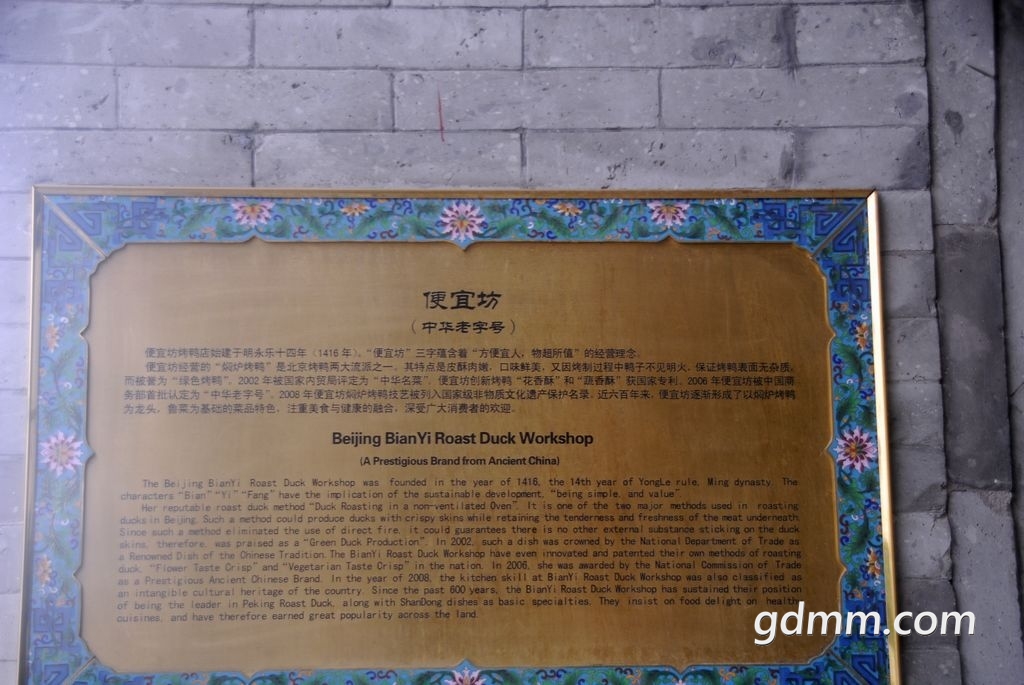 便宜坊
（中华老字号）
便宜坊烤鸭店始建于明永乐十四年（1416 年）。“便宜坊”三字蕴含着“方便宜人，物超所值”的经营理念。
便宜坊经营的“焖炉烤鸭”是北京烤鸭两大流派之一。其特点是皮酥肉嫩，口味鲜美，又因烤制过程中鸭子不见明火，保证烤鸭表面无杂质，
而被誉为“绿色烤鸭”。2002 年被国家内贸局评定为“中华名菜”。便宜坊创新烤鸭“花香酥”和“蔬香酥”获国家专利。2006 年便宜坊被中国商
务部首批认定为“中华老字号”。2008 年便宜坊焖炉烤鸭技艺被列入国家级非物质文化遗产保护名录。近六百年来，便宜坊逐渐形成了以焖炉烤鸭
为龙头，鲁菜为基础的菜品特色，注重美食与健康的融合，深受广大消费者的欢迎。
Beijing BianYi Roast Duck Workshop
(A Prestigious Brand from Ancient China)
The Beijing BianYi Roast Duck Workshop was founded in the year of 1416, the 14th year of YongLe rule, Ming dynasty. The
characters “Bian” “Yi” “Fang” have the implication of the sustainable development, “being simple, and value”.
Her reputable roast duck method “Duck Roasting in a non-ventilated Oven”. It is one of the two major methods used in roasting
ducks in Beijing. Such a method could produce ducks with crispy skins while retaining the tenderness and freshness of the meat underneath.
Since such a method eliminated the use of direct fire, it could guarantees there is no other external substance sticking on the duck
skins, therefore, was praised as a “Green Duck Production”. In 2002, such a dish was crowned by the National Department of Trade as
a Renowned Dish of the Chinese Tradition. The BianYi Roast Duck Workshop have even innovated and patented their own methods of roasting
duck, “Flower Taste Crisp” and “Vegetarian Taste Crisp” in the nation. In 2006, she was awarded by the National Commission of Trade
as a Prestigious Ancient Chinese Brand. In the year of 2008, the kitchen skill at BianYi Roast Duck Workshop was also classified as
an intangible cultural heritage of the country. Since the past 600 years, the BianYi Roast Duck Workshop has sustained their position
of being the leader in Peking Roast Duck, along with ShanDong dishes as basic specialties. They insist on food delight on healthy
cuisines, and have therefore earned great popularity across the land.
gdmm.com